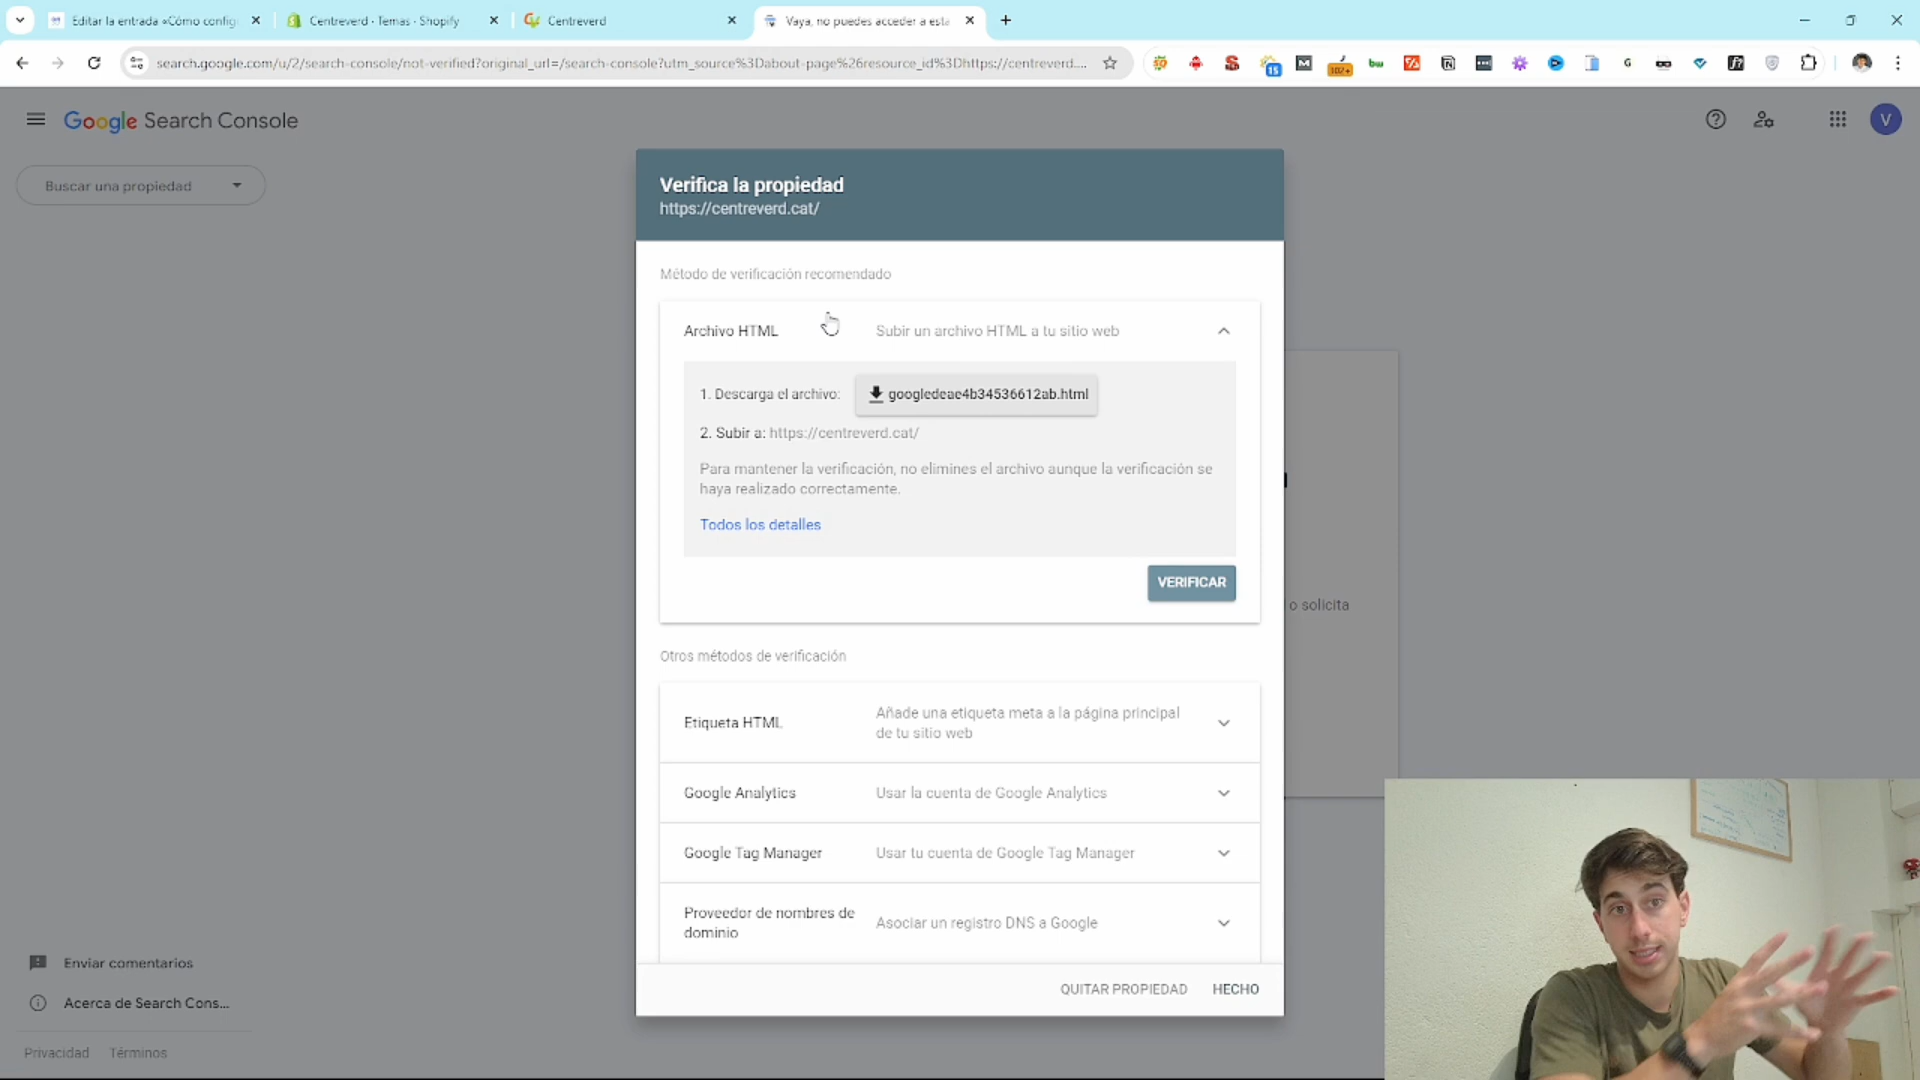 Editar la entrada «Cómo config
Centreverd · Temas · Shopify
Centreverd
Vaya, no puedes acceder a esta
search.google.com/u/2/search-console/not-verified?original_url=/search-console?utm_source%3Dabout-page%26resource_id%3Dhttps://centreverd....
15
107+
bw
G
Google Search Console
V
Buscar una propiedad
Verifica la propiedad
https://centreverd.cat/
Método de verificación recomendado
Archivo HTML
Subir un archivo HTML a tu sitio web
1. Descarga el archivo:
googledeae4b34536612ab.html
2. Subir a: https://centreverd.cat/
Para mantener la verificación, no elimines el archivo aunque la verificación se
haya realizado correctamente.
Todos los detalles
VERIFICAR
o solicita
Otros métodos de verificación
Etiqueta HTML
Añade una etiqueta meta a la página principal
de tu sitio web
Google Analytics
Usar la cuenta de Google Analytics
Google Tag Manager
Usar tu cuenta de Google Tag Manager
Proveedor de nombres de
dominio
Asociar un registro DNS a Google
QUITAR PROPIEDAD
HECHO
Enviar comentarios
Acerca de Search Cons...
Privacidad
Términos